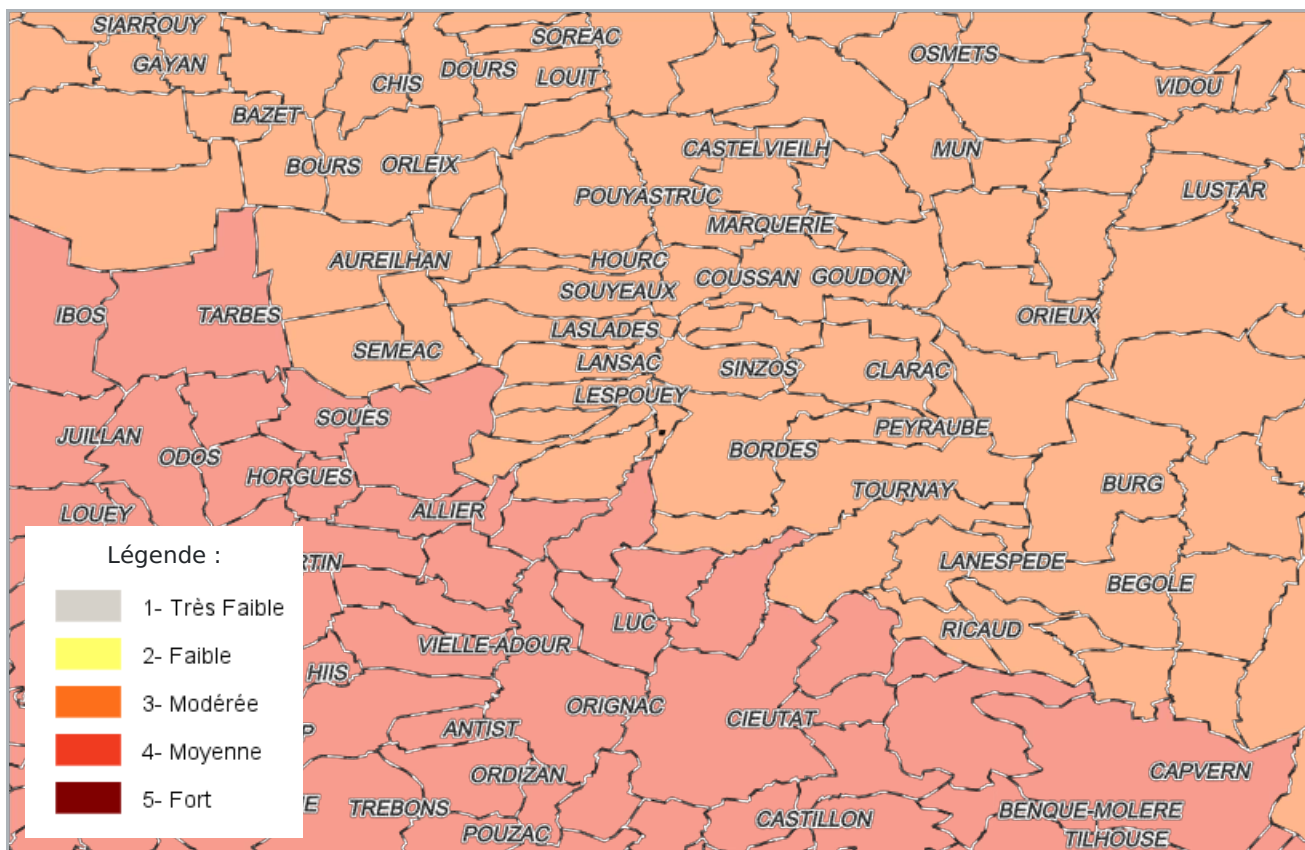 SIARROUY
SOREAC
OSMETS
GAYAN
DOURS
LOUIT
CHIS
VIDOU
BAZET
CASTELVIEILH
MUN
BOURS
ORLEIX
POUYASTRUC
LUSTAR
MARQUERIE
AUREILHAN
HOURC
COUSSAN
GOUDON
SOUYEAUX
IBOS
TARBES
LASLADES
ORIEUX
SEMEAC
LANSAC
SINZOS
CLARAC
LESPOUEY
SOUES
PEYRAUBE
JUILLAN
ODOS
BORDES
HORGUES
BURG
TOURNAY
LOUEY
ALLIER
RTIN
LANESPEDE
BEGOLE
LUC
RICAUD
VIELLE-ADOUR
HIIS
ORIGNAC
CIEUTAT
ANTIST
P
ORDIZAN
CAPVERN
IE
TREBONS
BENQUE-MOLERE
CASTILLON
POUZAC
TILHOUSE
Légende :
1- Très Faible
2- Faible
3- Modérée
4- Moyenne
5- Fort